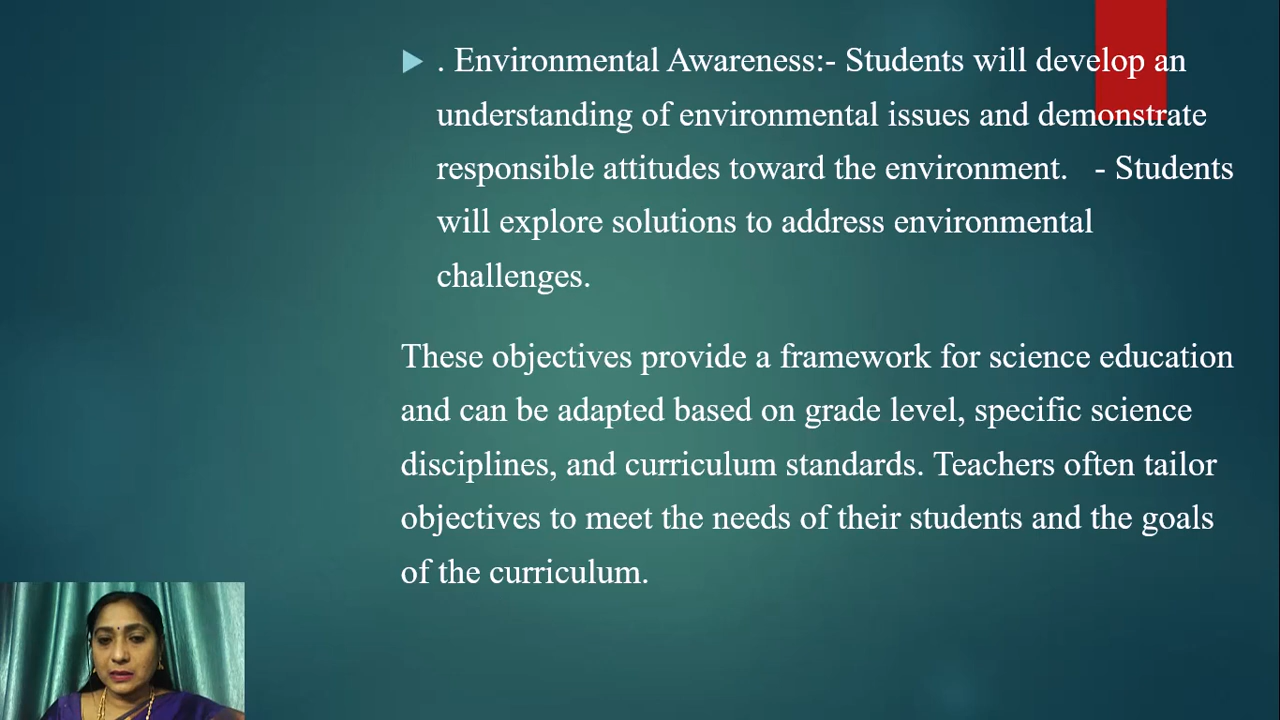 . Environmental Awareness:- Students will develop an
understanding of environmental issues and demonstrate
responsible attitudes toward the environment.   - Students
will explore solutions to address environmental
challenges.
These objectives provide a framework for science education
and can be adapted based on grade level, specific science
disciplines, and curriculum standards. Teachers often tailor
objectives to meet the needs of their students and the goals
of the curriculum.